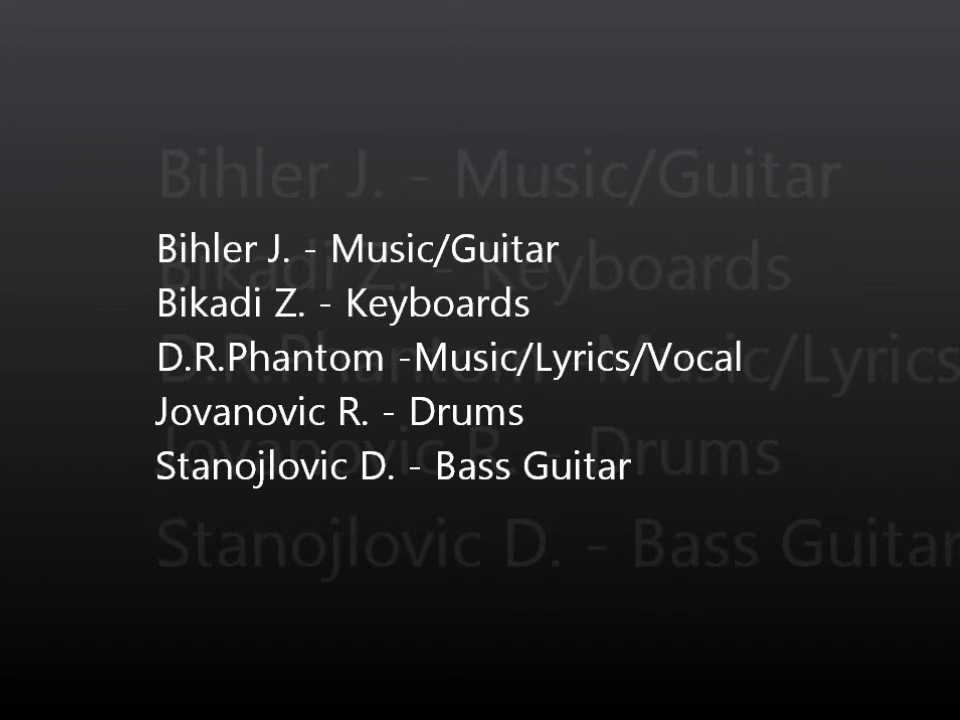 Bihler J. - Music/Guitar
Bikadi Z. - Keyboards
D.R.Phantom -Music/Lyrics/Vocal
Jovanovic R. - Drums
Stanojlovic D. - Bass Guitar